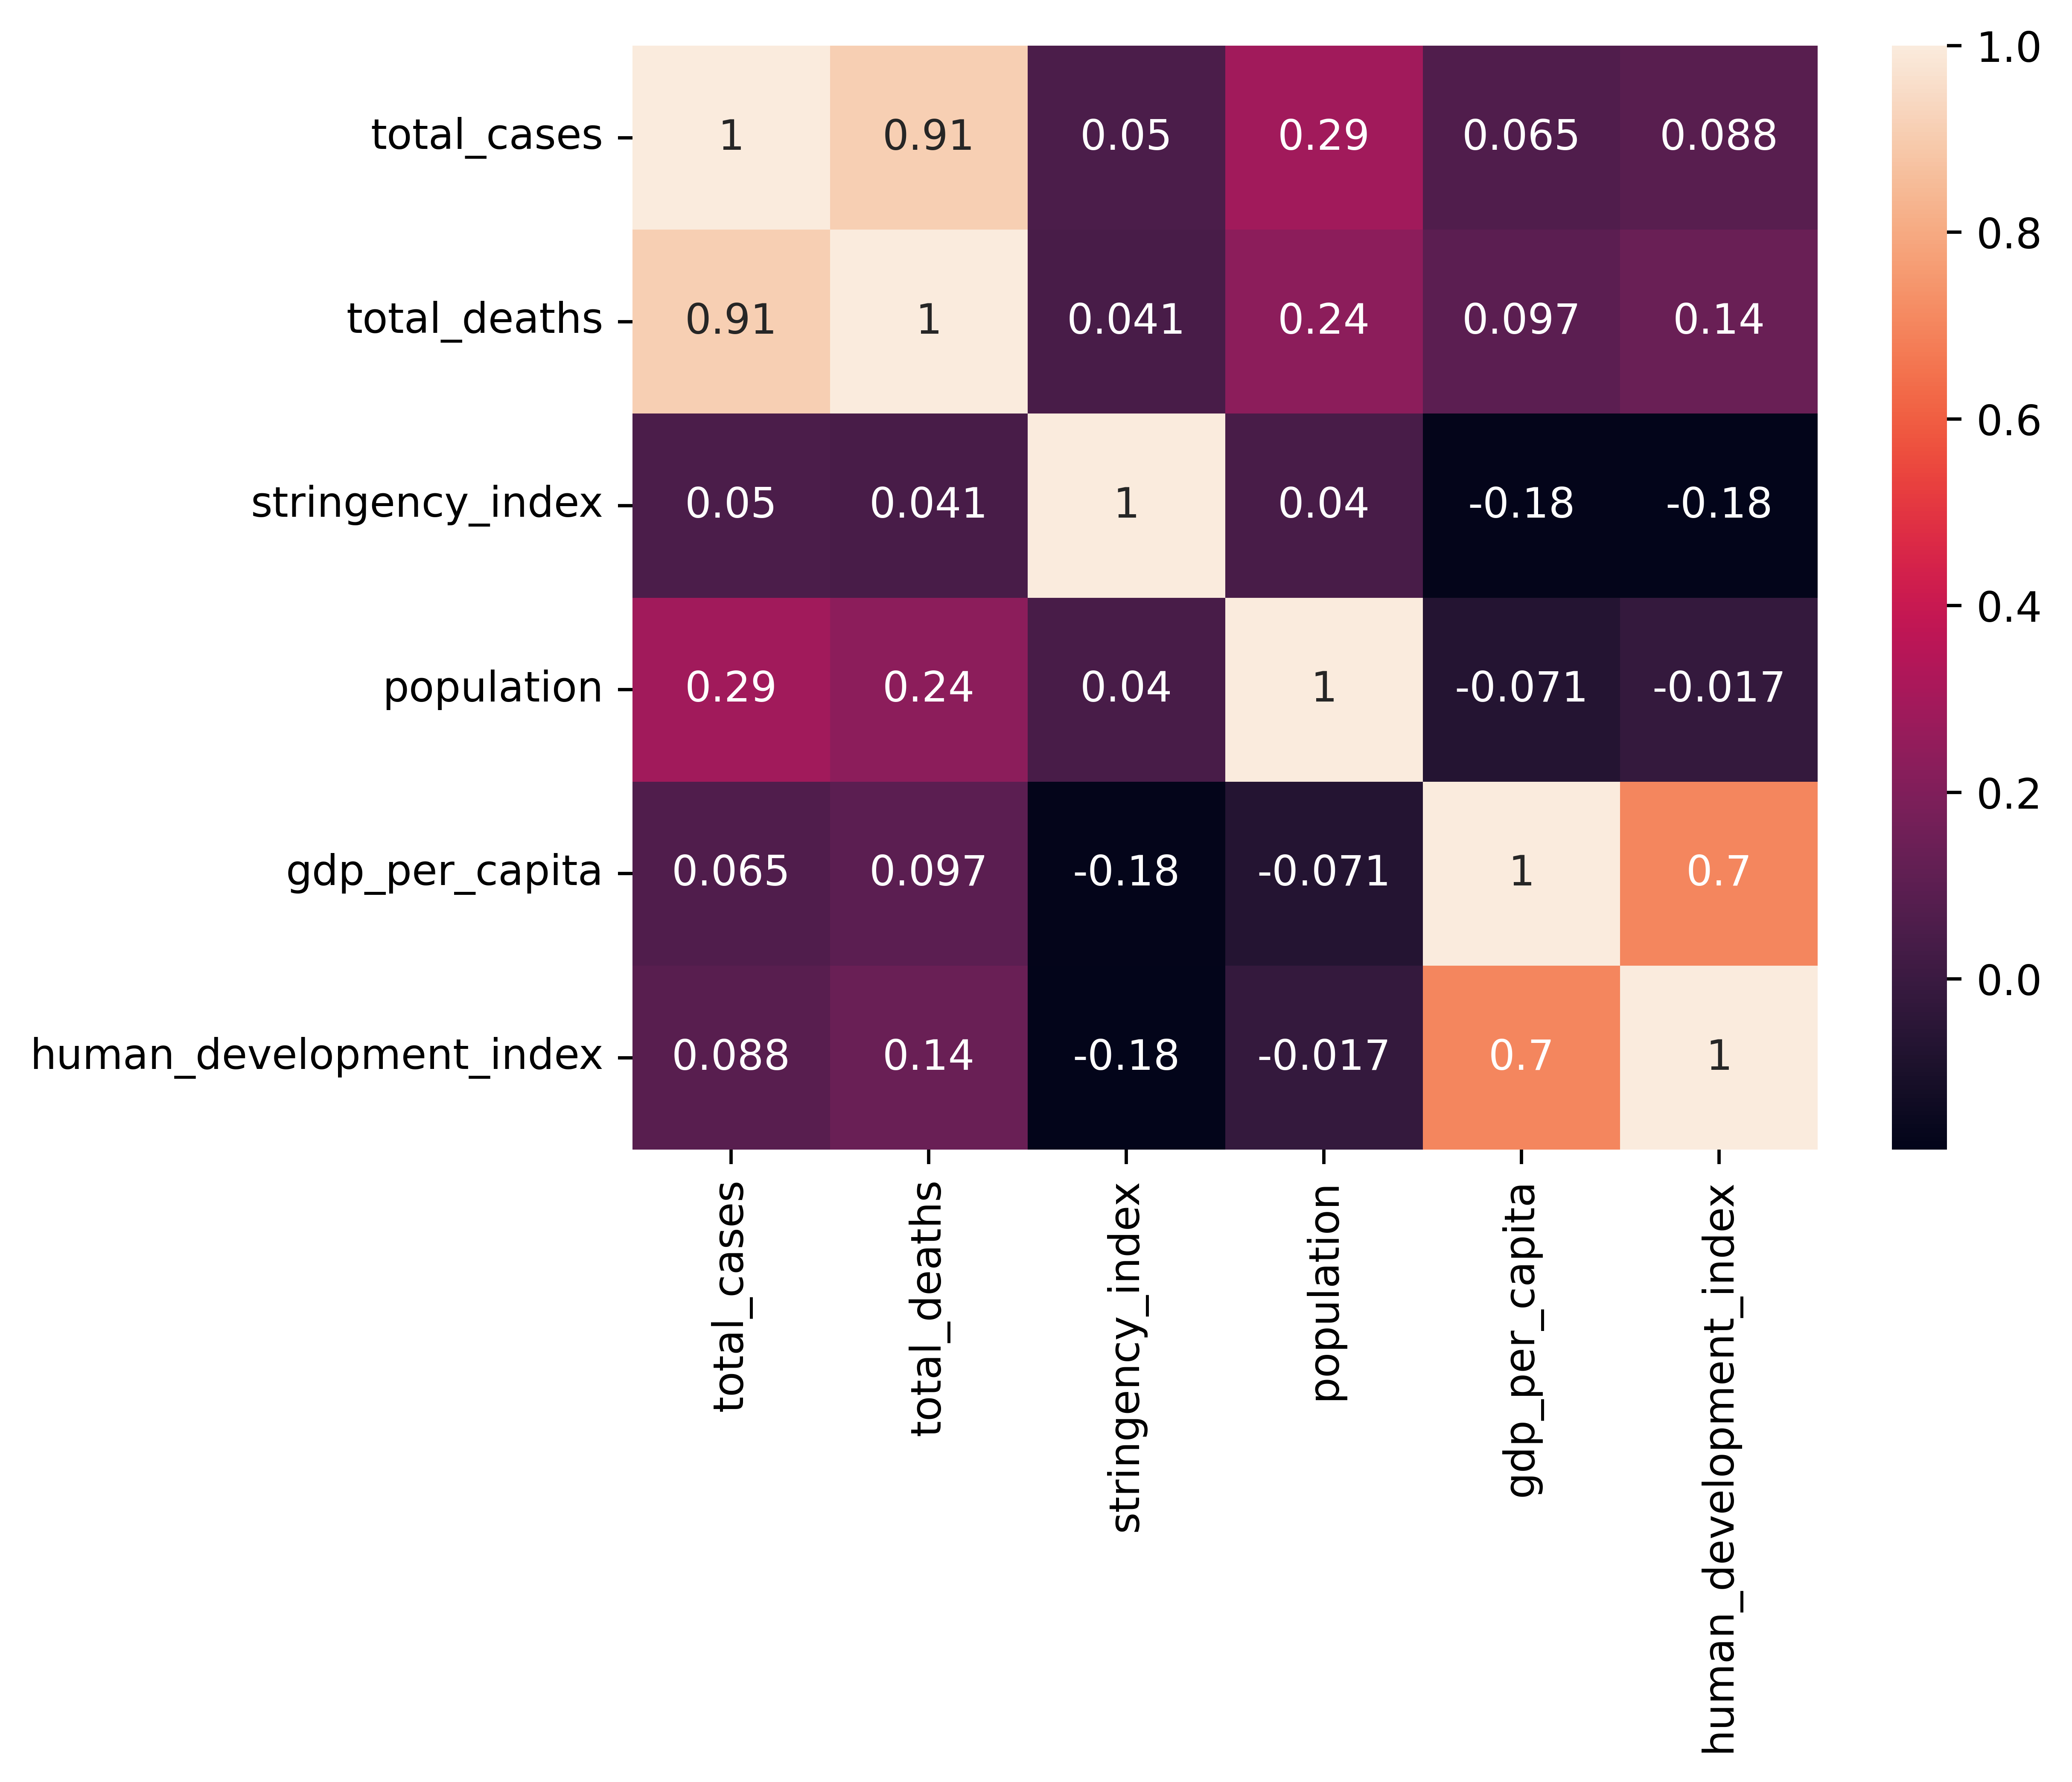 total_cases 1 0.91 0.05 0.29 0.065 0.088
total_deaths 0.91 1 0.041 0.24 0.097 0.14
stringency_index 0.05 0.041 1 0.04 -0.18 -0.18
population 0.29 0.24 0.04 1 -0.071 -0.017
gdp_per_capita 0.065 0.097 -0.18 -0.071 1 0.7
human_development_index 0.088 0.14 -0.18 -0.017 0.7 1
total_cases
total_deaths
stringency_index
population
gdp_per_capita
human_development_index
1.0
0.8
0.6
0.4
0.2
0.0